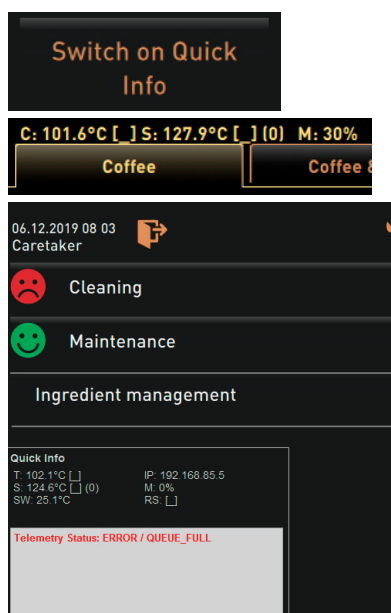 Switch on Quick
Info
C: 101.6°C [_] S: 127.9°C [_] (0) M: 30%
Coffee
Coffee &
06.12.2019 08 03
Caretaker
Cleaning
Maintenance
Ingredient management
Quick Info
T: 102.1°C [_] IP: 192.168.85.5
S: 124.6°C [_] (0) M: 0%
SW: 25.1°C RS: [_]
Telemetry Status: ERROR / QUEUE_FULL